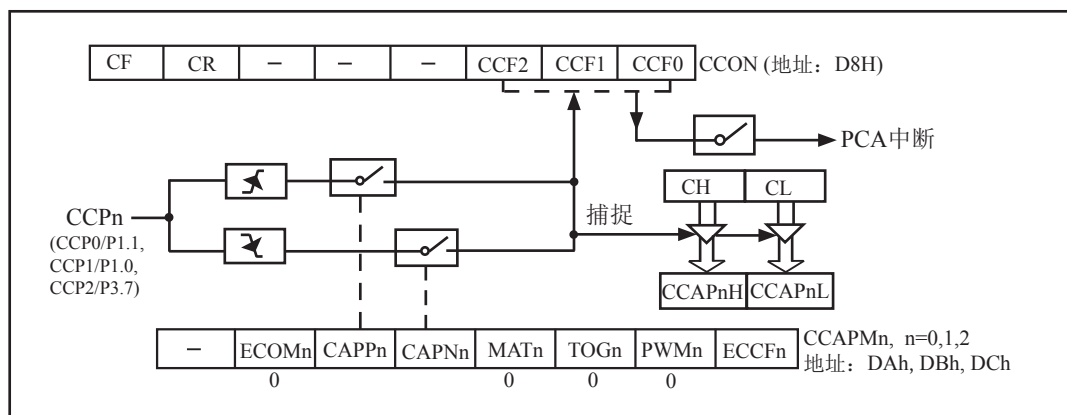 CF CR – – – CCF2 CCF1 CCF0 CCON (地址：D8H)
PCA中断
CH CL
CCPn
(CCP0/P1.1,
CCP1/P1.0,
CCP2/P3.7)
捕捉
CCAPnH CCAPnL
– ECOMn CAPPn CAPNn MATn TOGn PWMn ECCFn
CCAPMn, n=0,1,2
地址：DAh, DBh, DCh
0 0 0 0